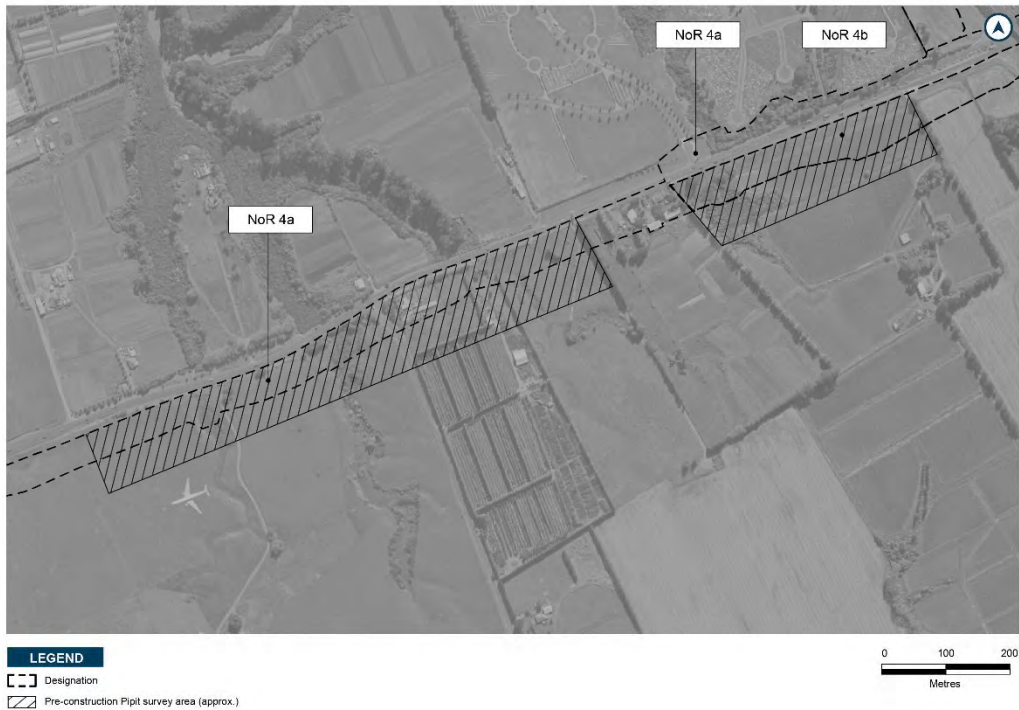 NoR 4a
NoR 4b
NoR 4a
LEGEND
Designation
Pre-construction Pipit survey area (approx.)
0 100 200
Metres